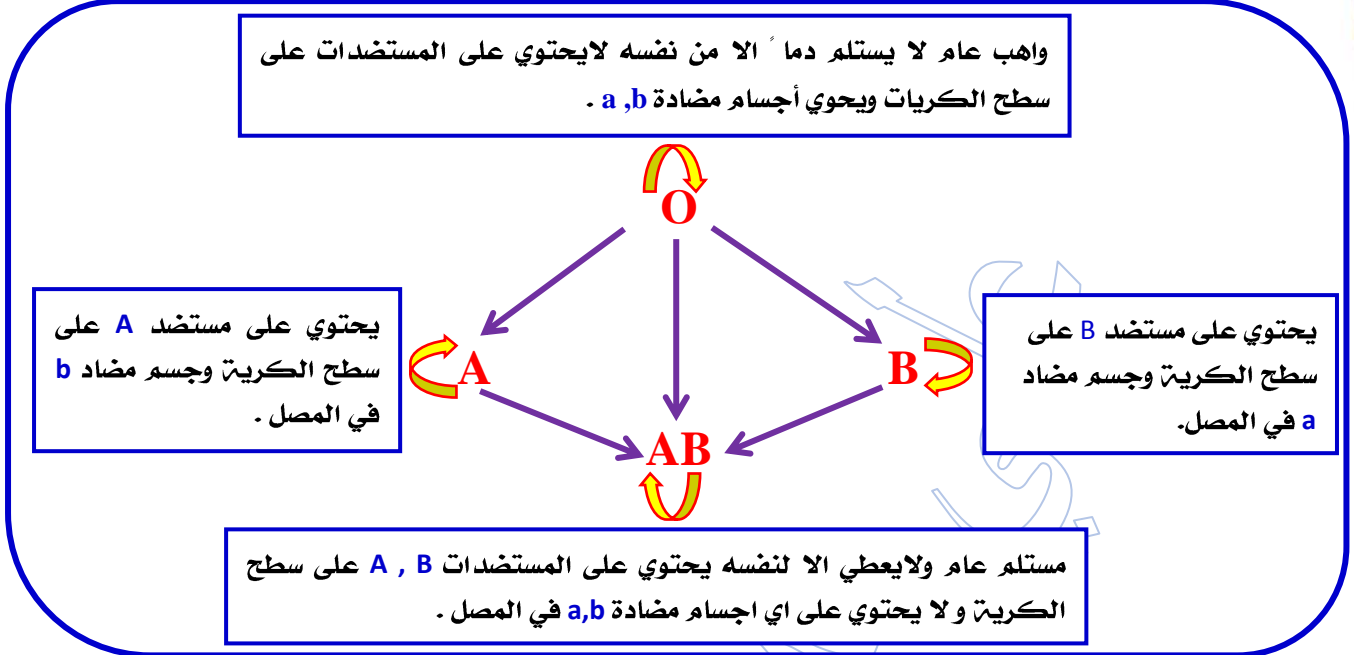 واهب عام لا يستلم دما ً الا من نفسه لايحتوي على المستضدات على
سطح الكريات ويحوي أجسام مضادة a ,b .
O
يحتوي على مستضد A على
سطح الكرية وجسم مضاد b
في المصل .
A
B
يحتوي على مستضد B على
سطح الكرية وجسم مضاد
a في المصل.
AB
مستلم عام ولايعطي الا لنفسه يحتوي على المستضدات A , B على سطح
الكرية و لا يحتوي على اي اجسام مضادة a,b في المصل .